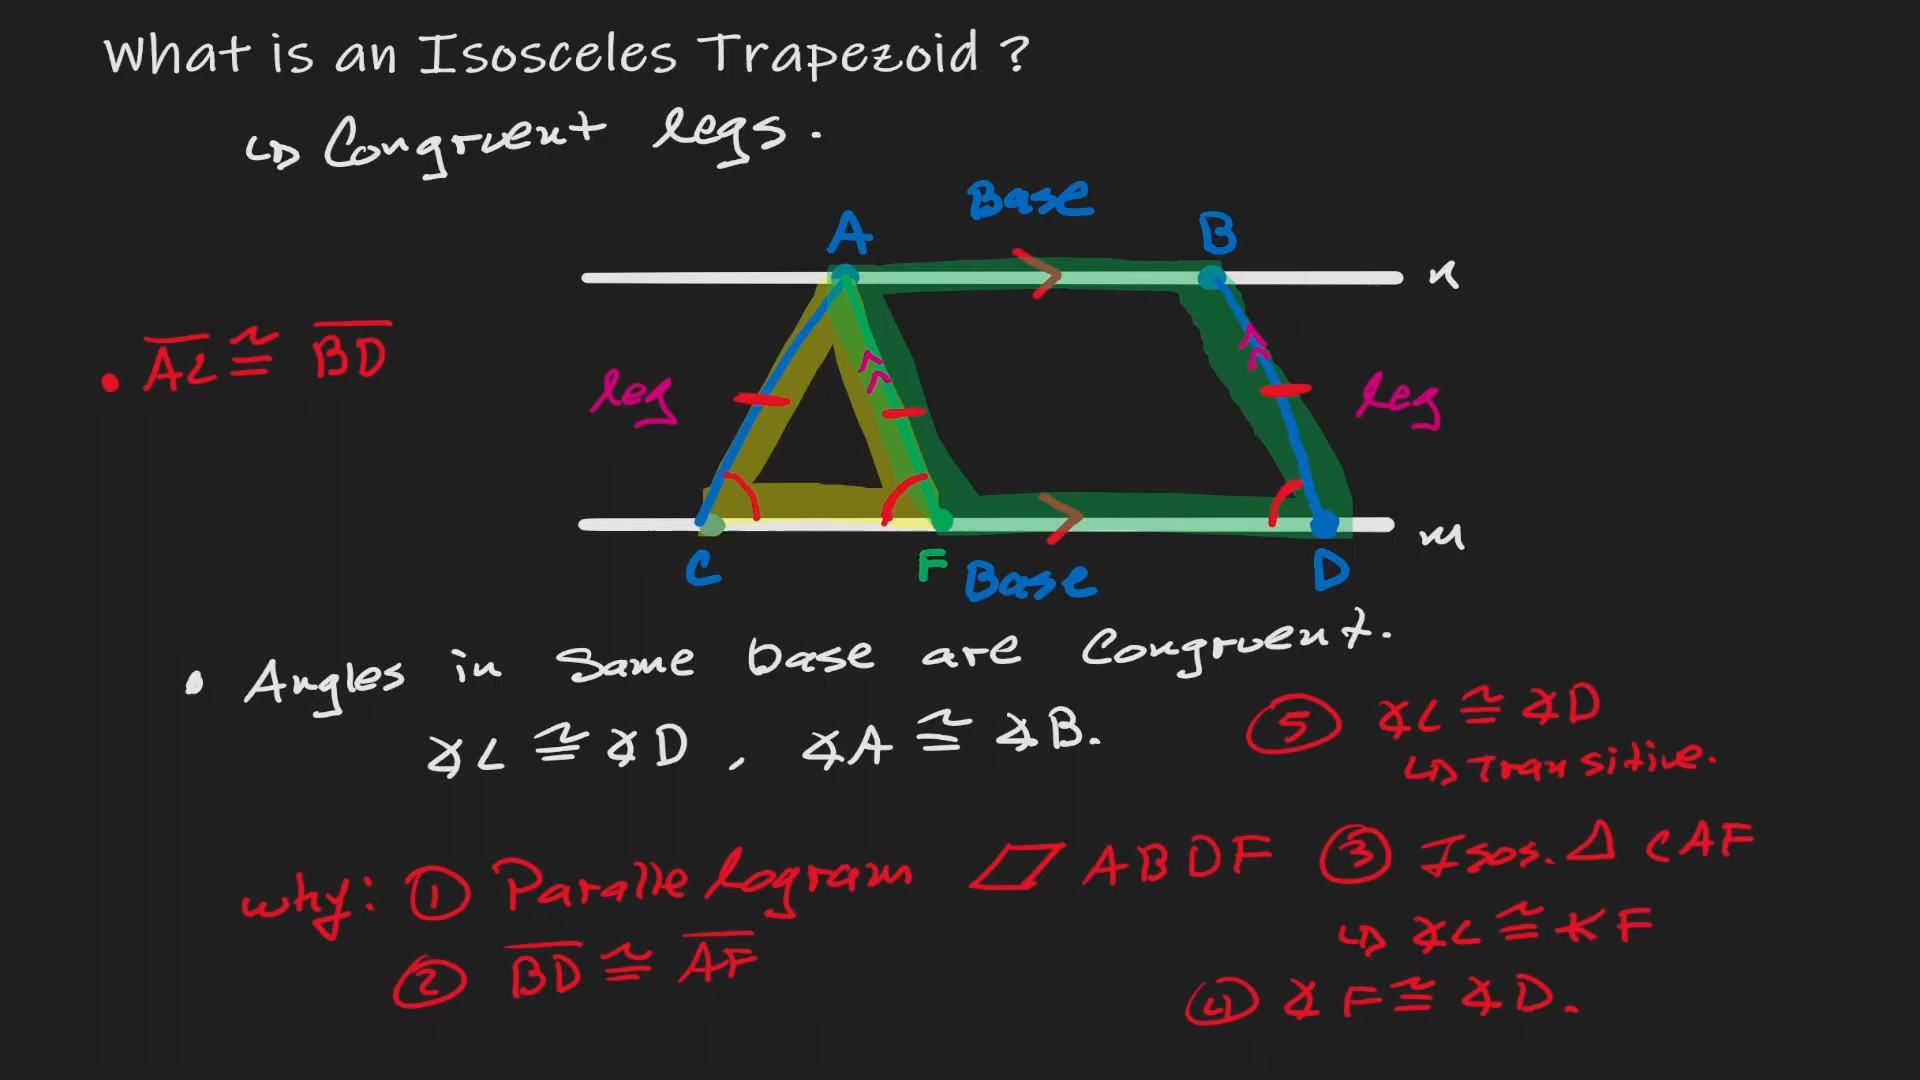 What is an Isosceles Trapezoid ?
↳ Congruent legs.
Base
A B
n
• AC ≅ BD
leg leg
m
C F Base D
• Angles in same base are Congruent.
∡C ≅ ∡D , ∡A ≅ ∡B.
⑤ ∡C ≅ ∡D
↳ Transitive.
why: ① Parallelogram ▱ ABDF
② BD ≅ AF
③ Isos. △ CAF
↳ ∡C ≅ ∡F
④ ∡F ≅ ∡D.